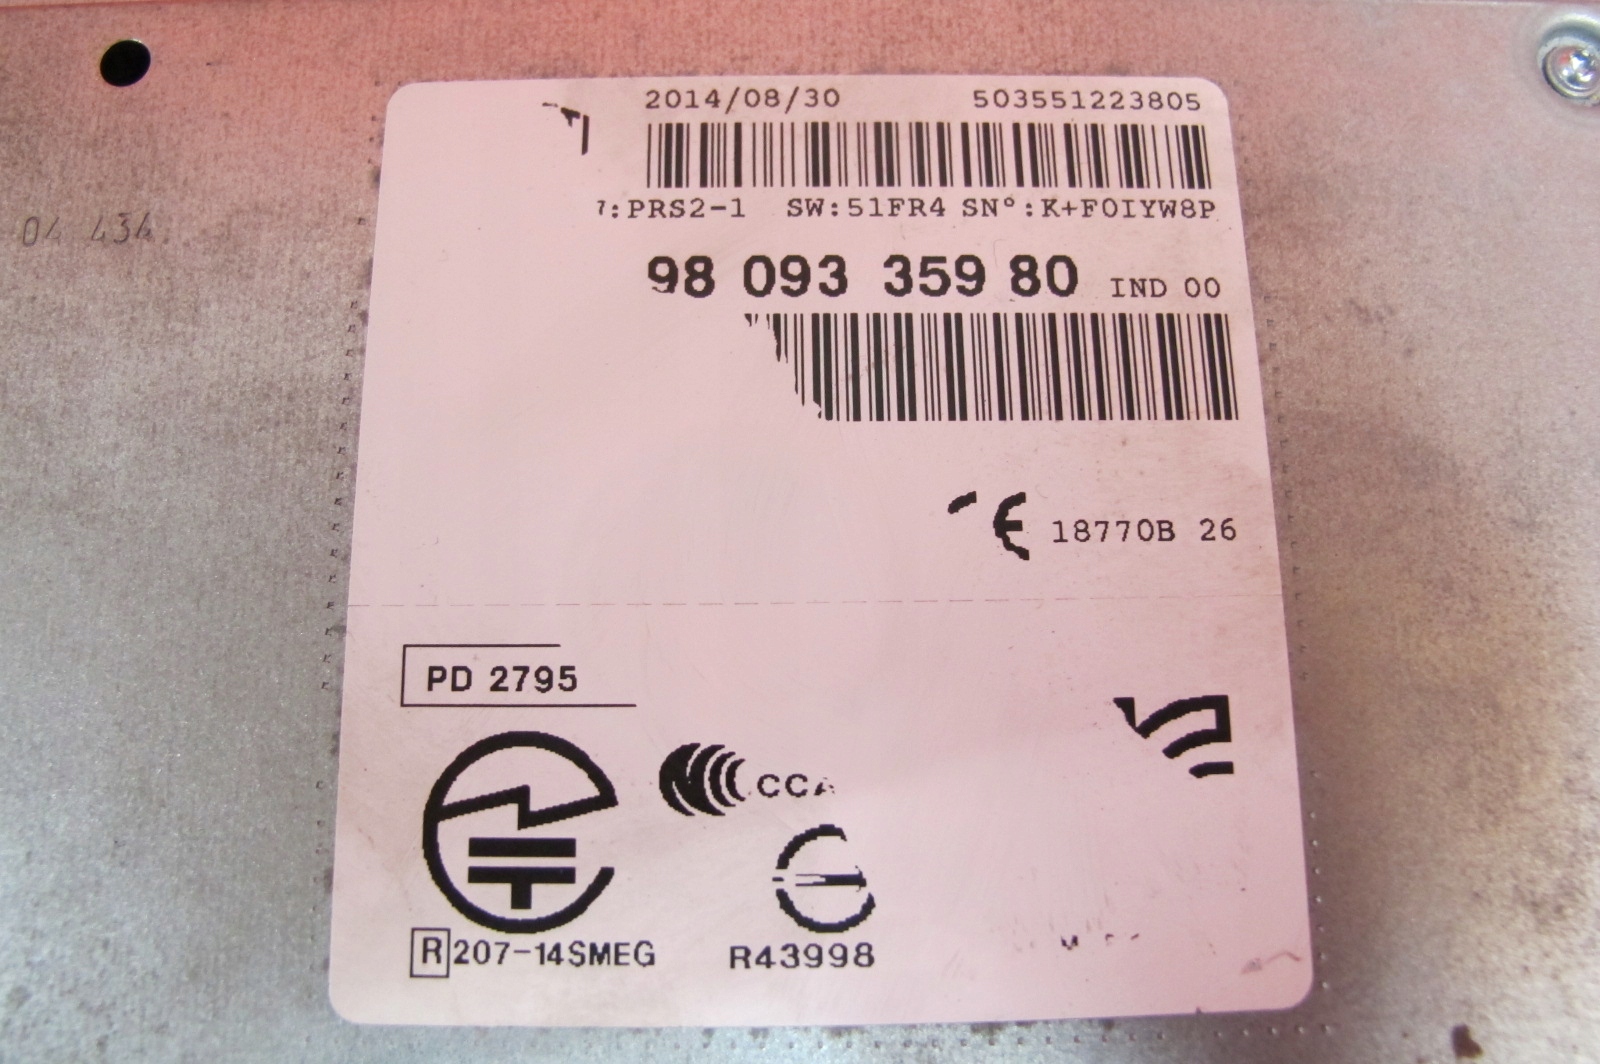 2014/08/30 503551223805
:PRS2-1 SW:51FR4 SN°:K+F0IYW8P
98 093 359 80 IND 00
CE 18770B 26
04 434
PD 2795
CCA
R 207-14SMEG
R43998